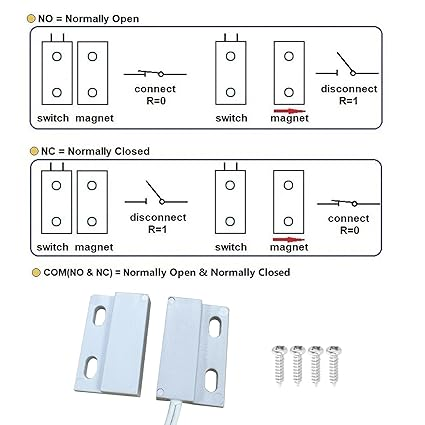 NO = Normally Open
connect
R=0
disconnect
R=1
switch magnet
switch
magnet
NC = Normally Closed
disconnect
R=1
connect
R=0
switch magnet
switch
magnet
COM(NO & NC) = Normally Open & Normally Closed